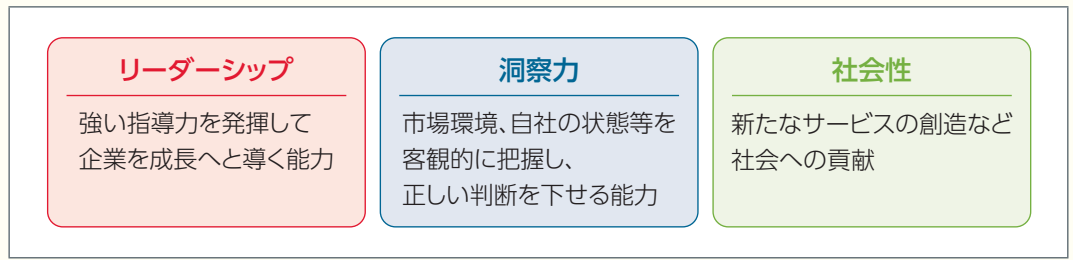 リーダーシップ
強い指導力を発揮して
企業を成長へと導く能力
洞察力
市場環境、自社の状態等を
客観的に把握し、
正しい判断を下せる能力
社会性
新たなサービスの創造など
社会への貢献